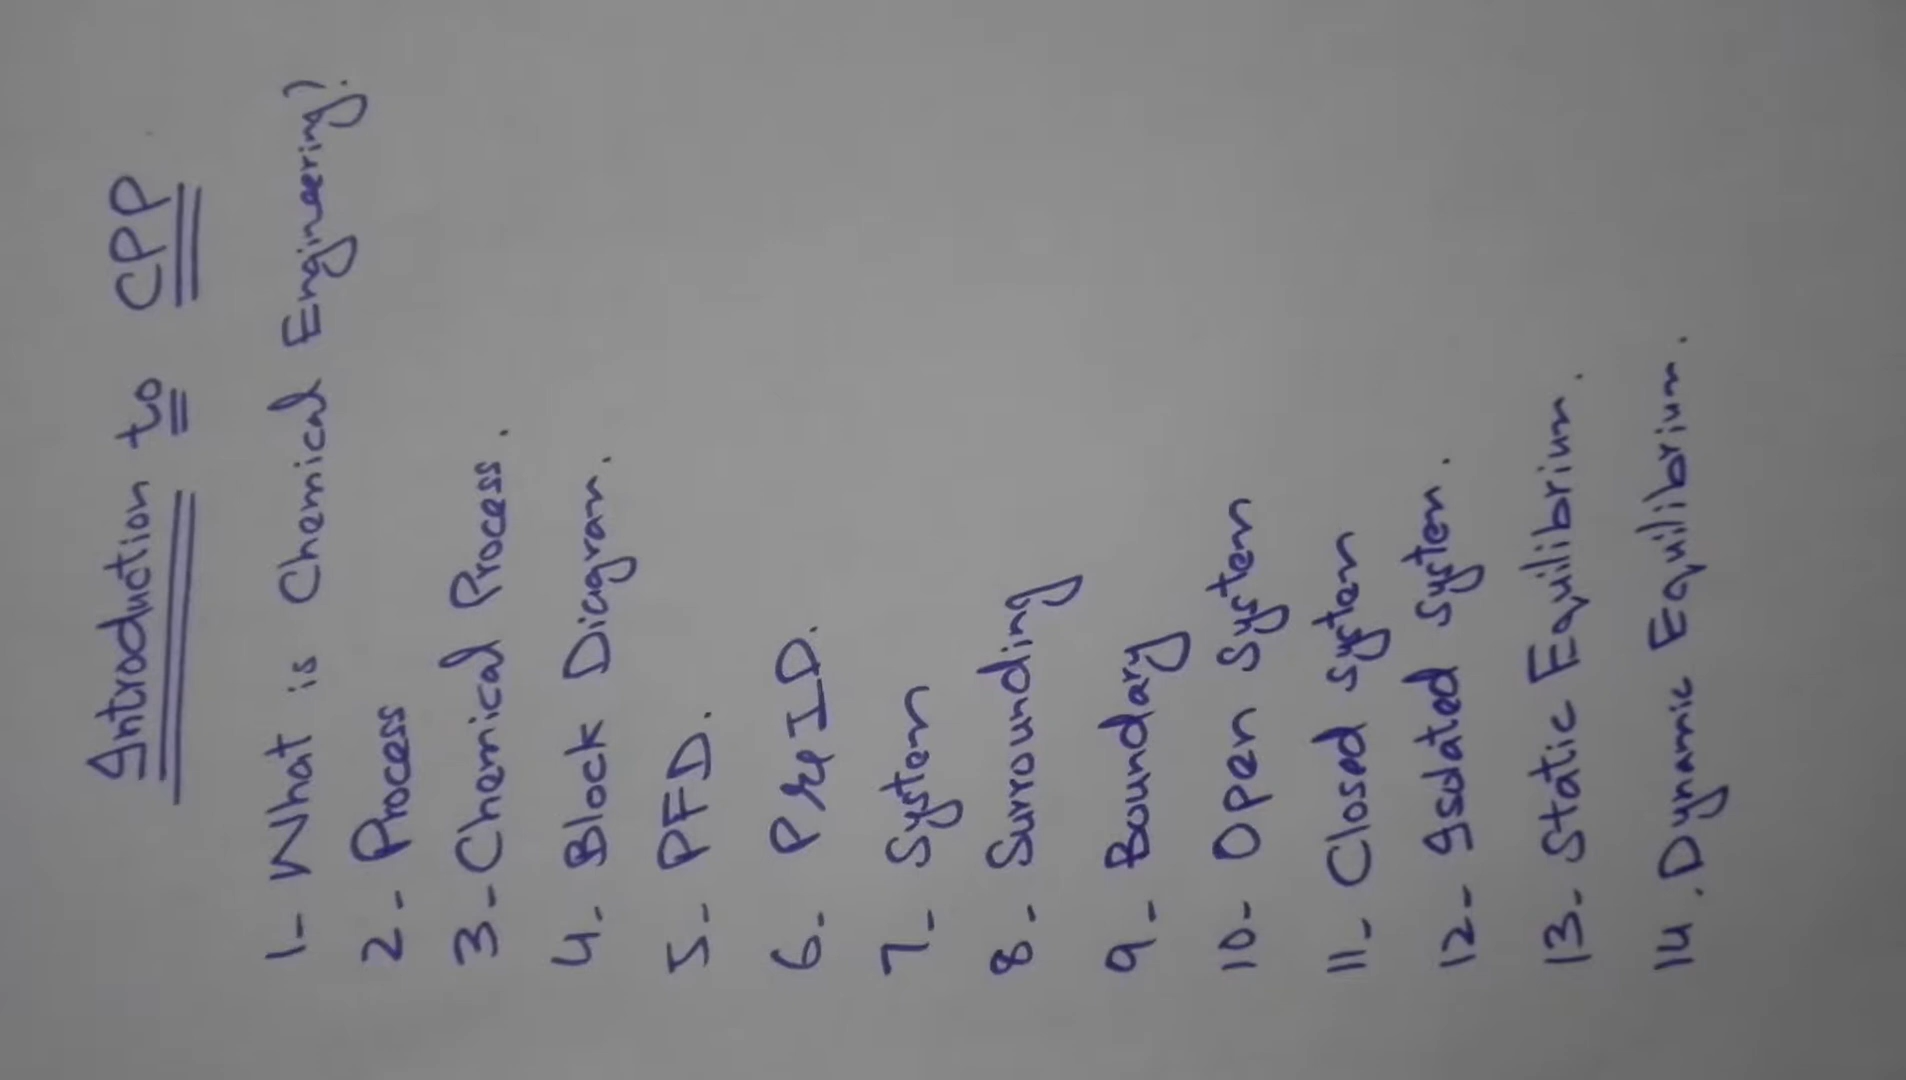 Introduction to CPP
1- What is Chemical Engineering?
2- Process
3- Chemical Process.
4- Block Diagram.
5- PFD.
6- P&ID.
7- System
8- Surrounding
9- Boundary
10- Open System
11- Closed System
12- Isolated System.
13- Static Equilibrium.
14. Dynamic Equilibrium.